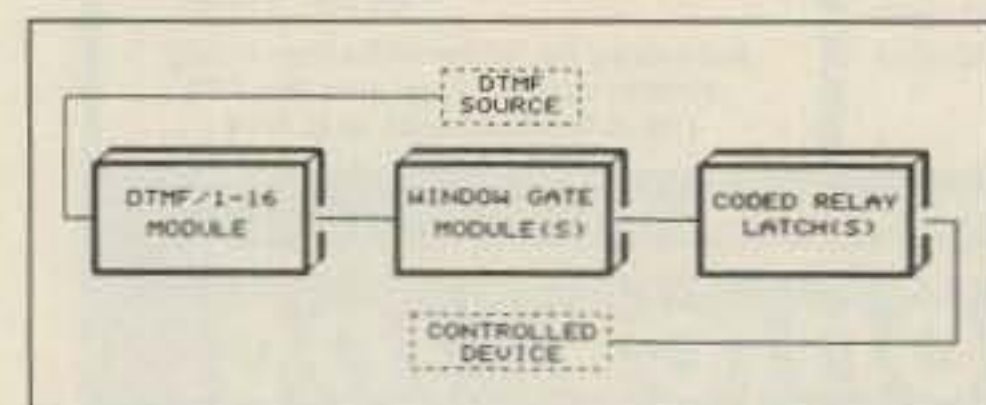 DTMF
SOURCE
DTMF/1-16
MODULE
WINDOW GATE
MODULE(S)
CODED RELAY
LATCH(S)
CONTROLLED
DEVICE